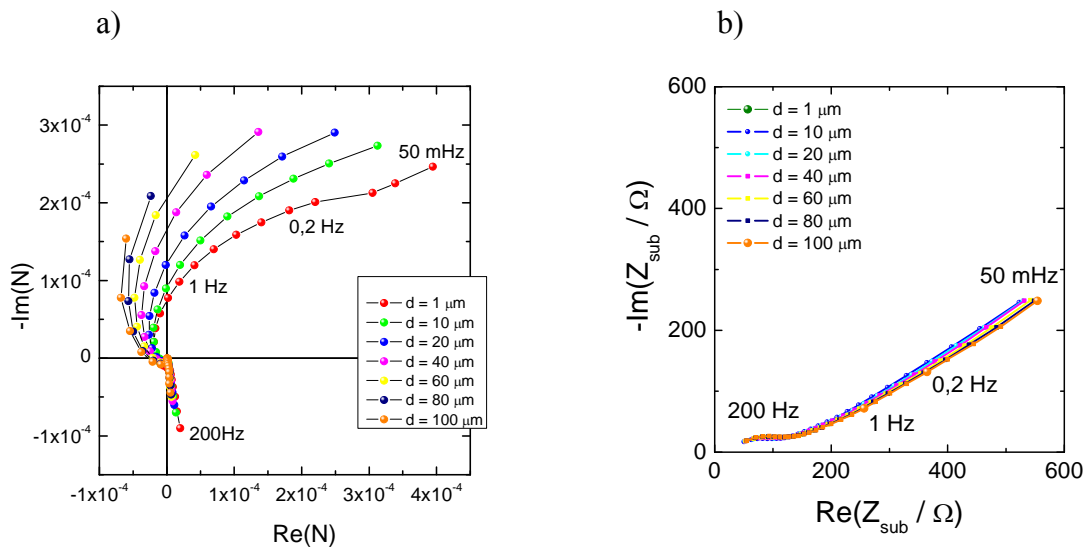 a)
3x10⁻⁴
2x10⁻⁴
1x10⁻⁴
0
-1x10⁻⁴
-Im(N)
50 mHz
0,2 Hz
1 Hz
200Hz
d = 1 μm
d = 10 μm
d = 20 μm
d = 40 μm
d = 60 μm
d = 80 μm
d = 100 μm
-1x10⁻⁴ 0 1x10⁻⁴ 2x10⁻⁴ 3x10⁻⁴ 4x10⁻⁴
Re(N)
b)
600
400
200
0
-Im(Z_sub / Ω)
d = 1 μm
d = 10 μm
d = 20 μm
d = 40 μm
d = 60 μm
d = 80 μm
d = 100 μm
50 mHz
0,2 Hz
1 Hz
200 Hz
0 200 400 600
Re(Z_sub / Ω)